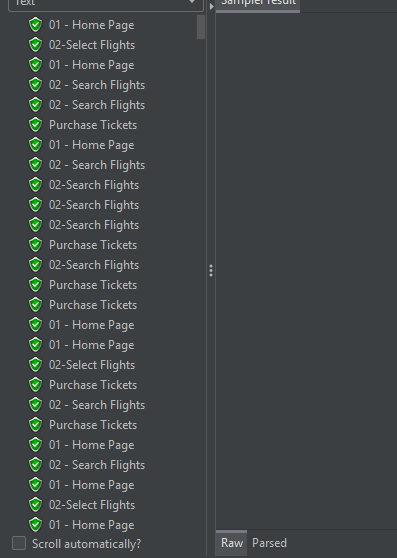 Text
Sampler result
01 - Home Page
02-Select Flights
01 - Home Page
02 - Search Flights
02 - Search Flights
Purchase Tickets
01 - Home Page
02 - Search Flights
02-Search Flights
02-Search Flights
02-Search Flights
Purchase Tickets
02-Search Flights
Purchase Tickets
Purchase Tickets
01 - Home Page
01 - Home Page
02-Select Flights
Purchase Tickets
02 - Search Flights
Purchase Tickets
01 - Home Page
02 - Search Flights
01 - Home Page
02-Select Flights
01 - Home Page
Scroll automatically?
Raw Parsed